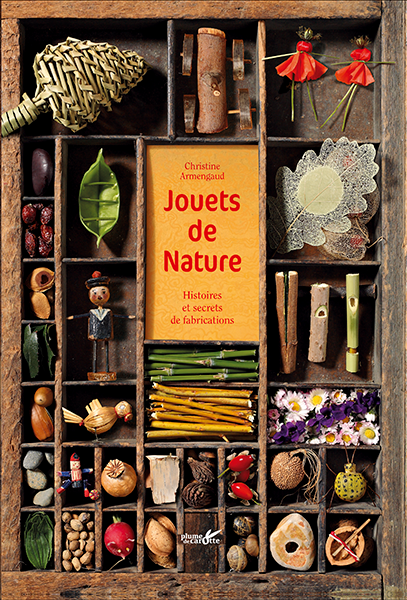 Christine
Armengaud
Jouets
de
Nature
Histoires
et secrets
de fabrications
plume
de carotte